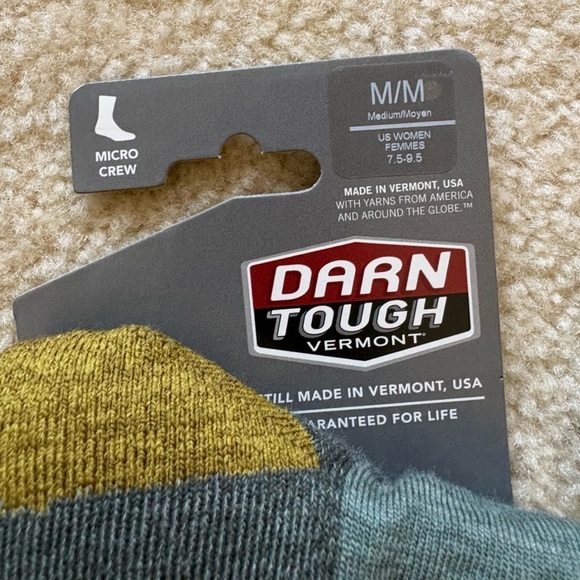 MICRO
CREW
M/M
Medium/Moyen
US WOMEN
FEMMES
7.5-9.5
MADE IN VERMONT, USA
WITH YARNS FROM AMERICA
AND AROUND THE GLOBE.™
DARN
TOUGH
VERMONT®
TILL MADE IN VERMONT, USA
ARANTEED FOR LIFE